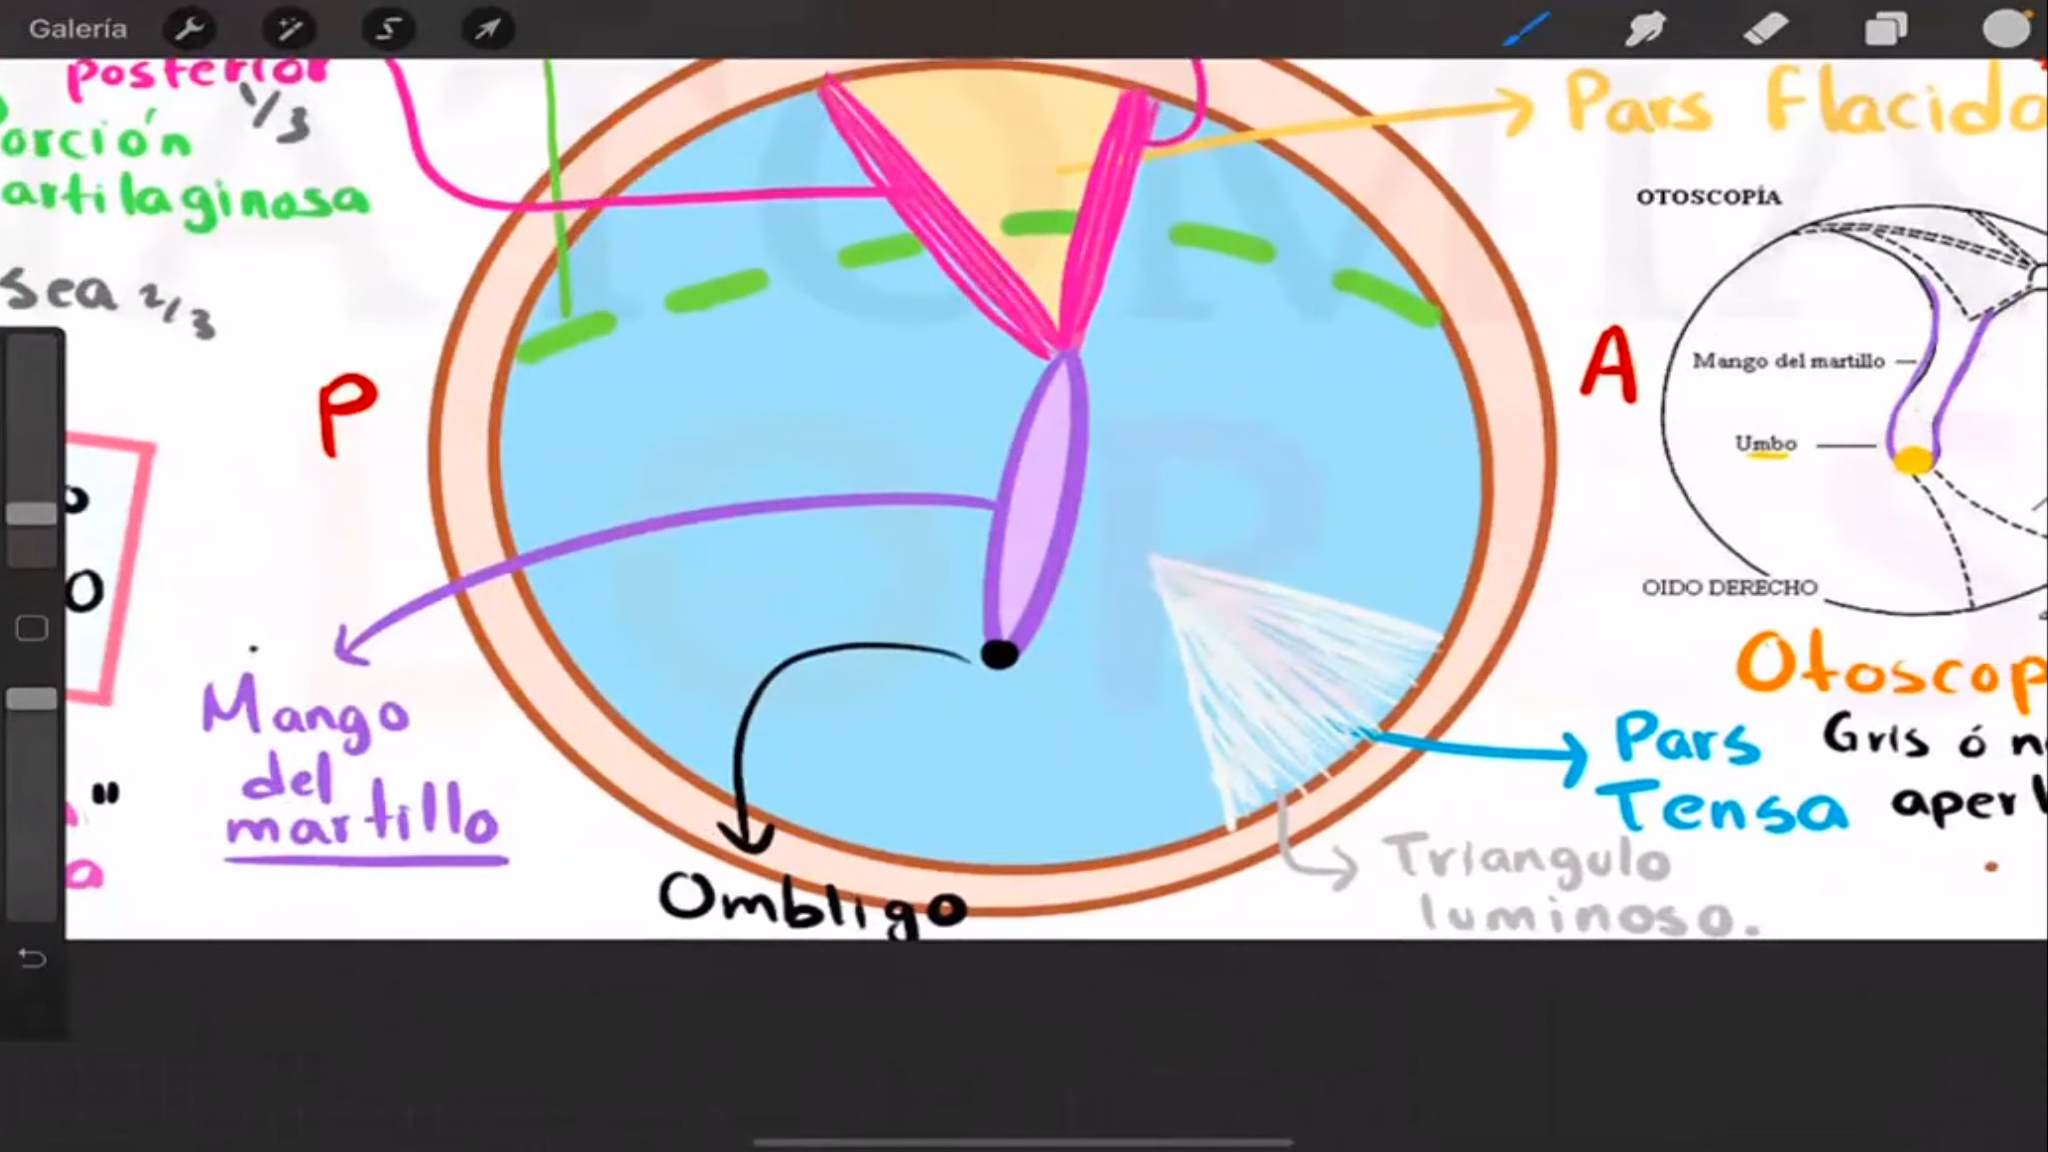 Galería
posterior
1/3
orción
artilaginosa
sea 2/3
P
Mango
del
martillo
Ombligo
Pars Flacida
OTOSCOPÍA
A
Mango del martillo
Umbo
OIDO DERECHO
Otoscop
Pars Gris ó n
Tensa aper
Triangulo
luminoso.